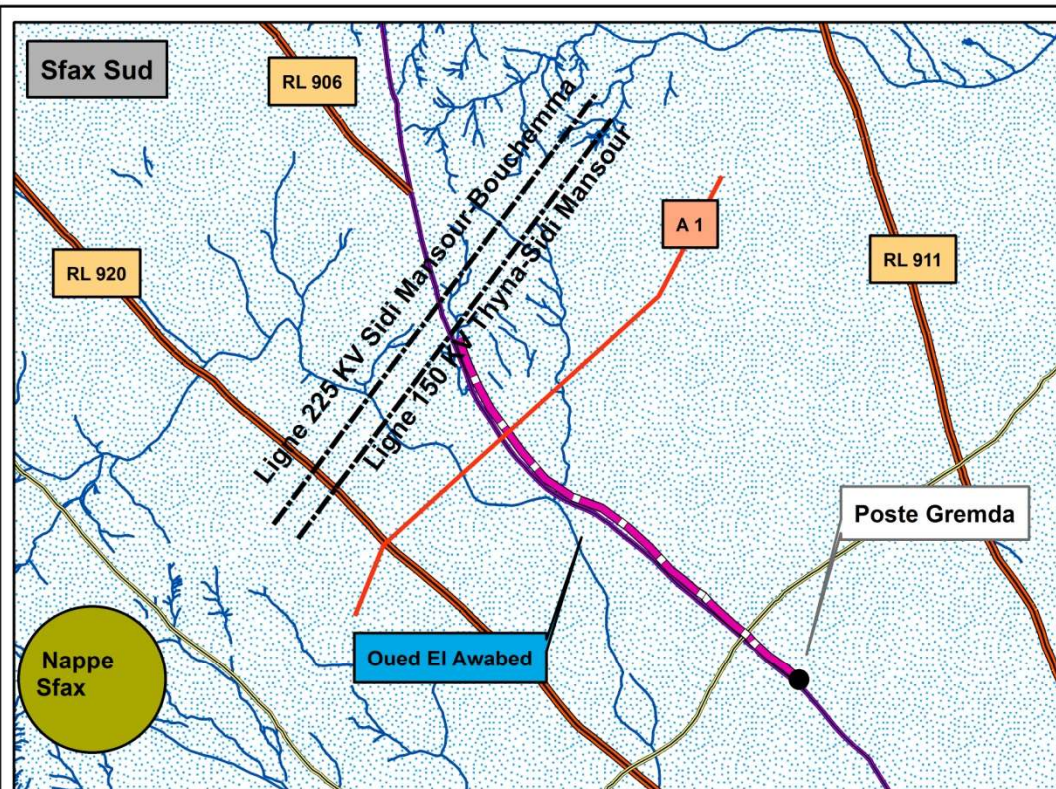 Sfax Sud
RL 906
Ligne 225 KV Sidi Mansour-Bouchemma
Ligne 150 KV Thyna-Sidi Mansour
A 1
RL 920
RL 911
Poste Gremda
Oued El Awabed
Nappe
Sfax